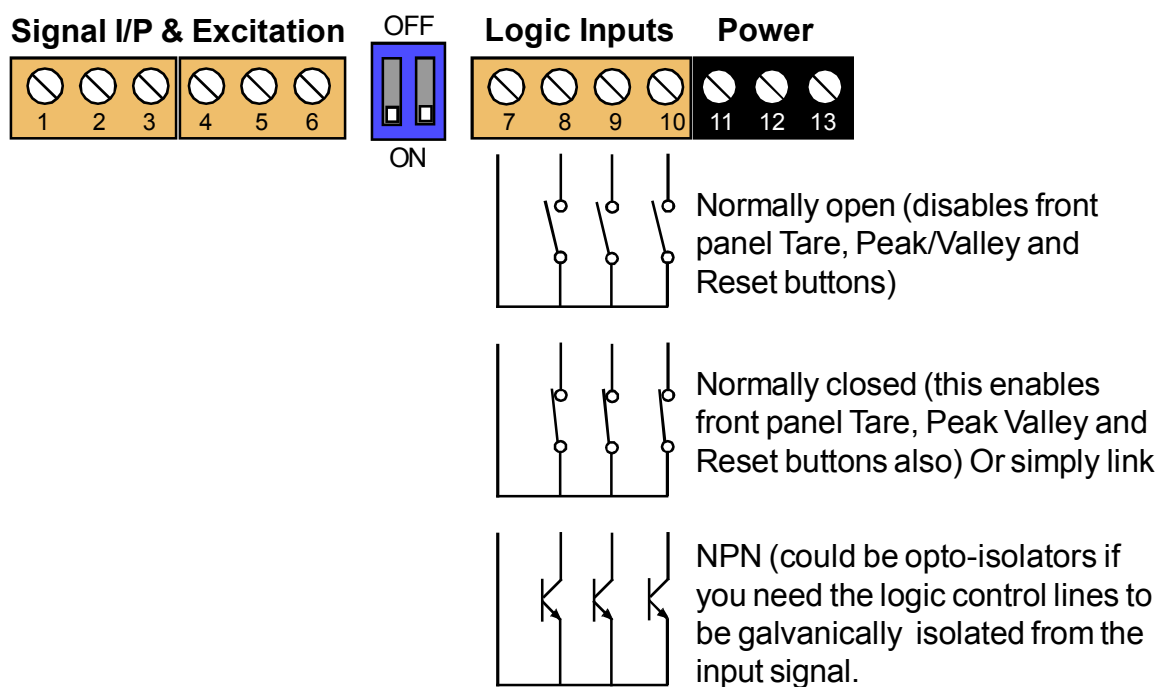 Signal I/P & Excitation
OFF
Logic Inputs
Power
1 2 3 4 5 6
7 8 9 10 11 12 13
ON
Normally open (disables front
panel Tare, Peak/Valley and
Reset buttons)
Normally closed (this enables
front panel Tare, Peak Valley and
Reset buttons also) Or simply link
NPN (could be opto-isolators if
you need the logic control lines to
be galvanically isolated from the
input signal.